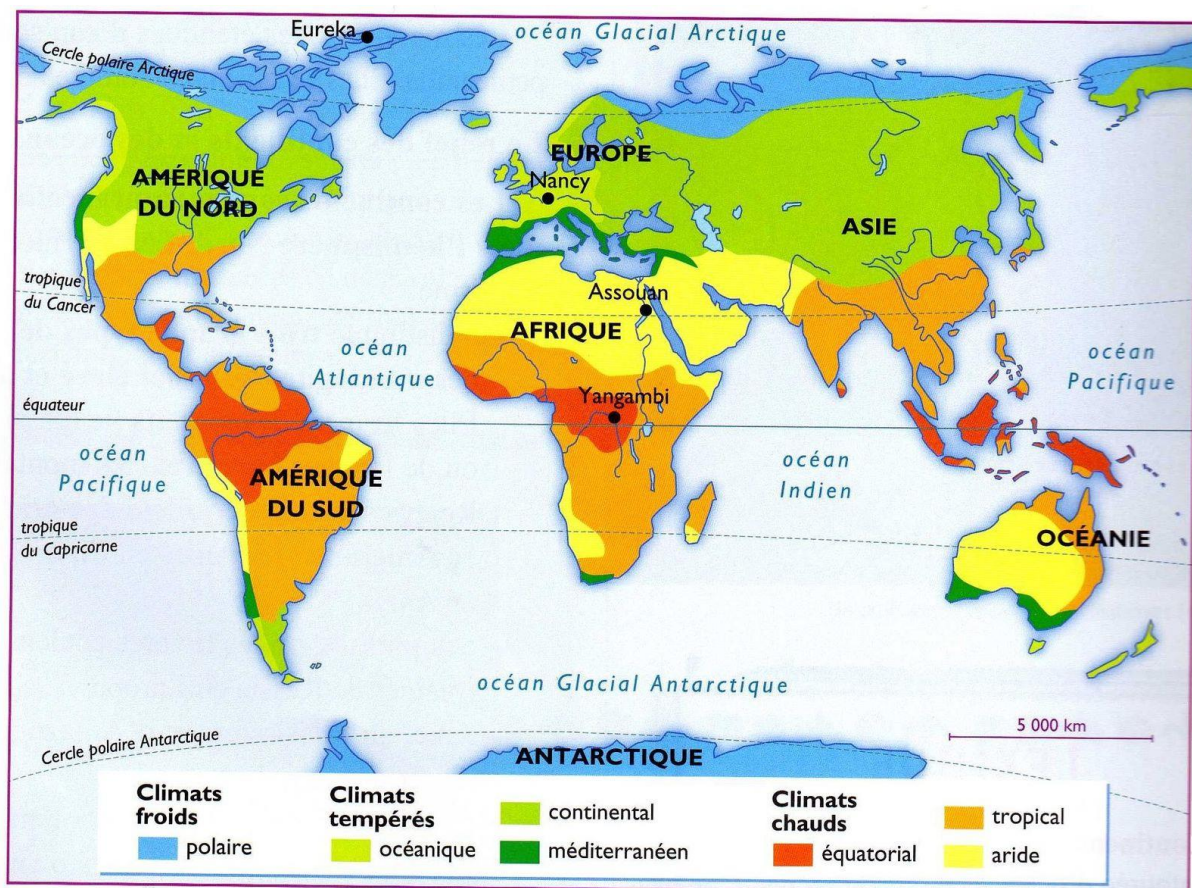 Eureka
océan Glacial Arctique
Cercle polaire Arctique
EUROPE
AMÉRIQUE
DU NORD
Nancy
ASIE
tropique
du Cancer
Assouan
AFRIQUE
océan
Atlantique
océan
Pacifique
équateur
Yangambi
océan
Pacifique
AMÉRIQUE
DU SUD
océan
Indien
tropique
du Capricorne
OCÉANIE
océan Glacial Antarctique
5 000 km
Cercle polaire Antarctique
ANTARCTIQUE
Climats
froids
polaire
Climats
tempérés
océanique
continental
méditerranéen
Climats
chauds
équatorial
tropical
aride